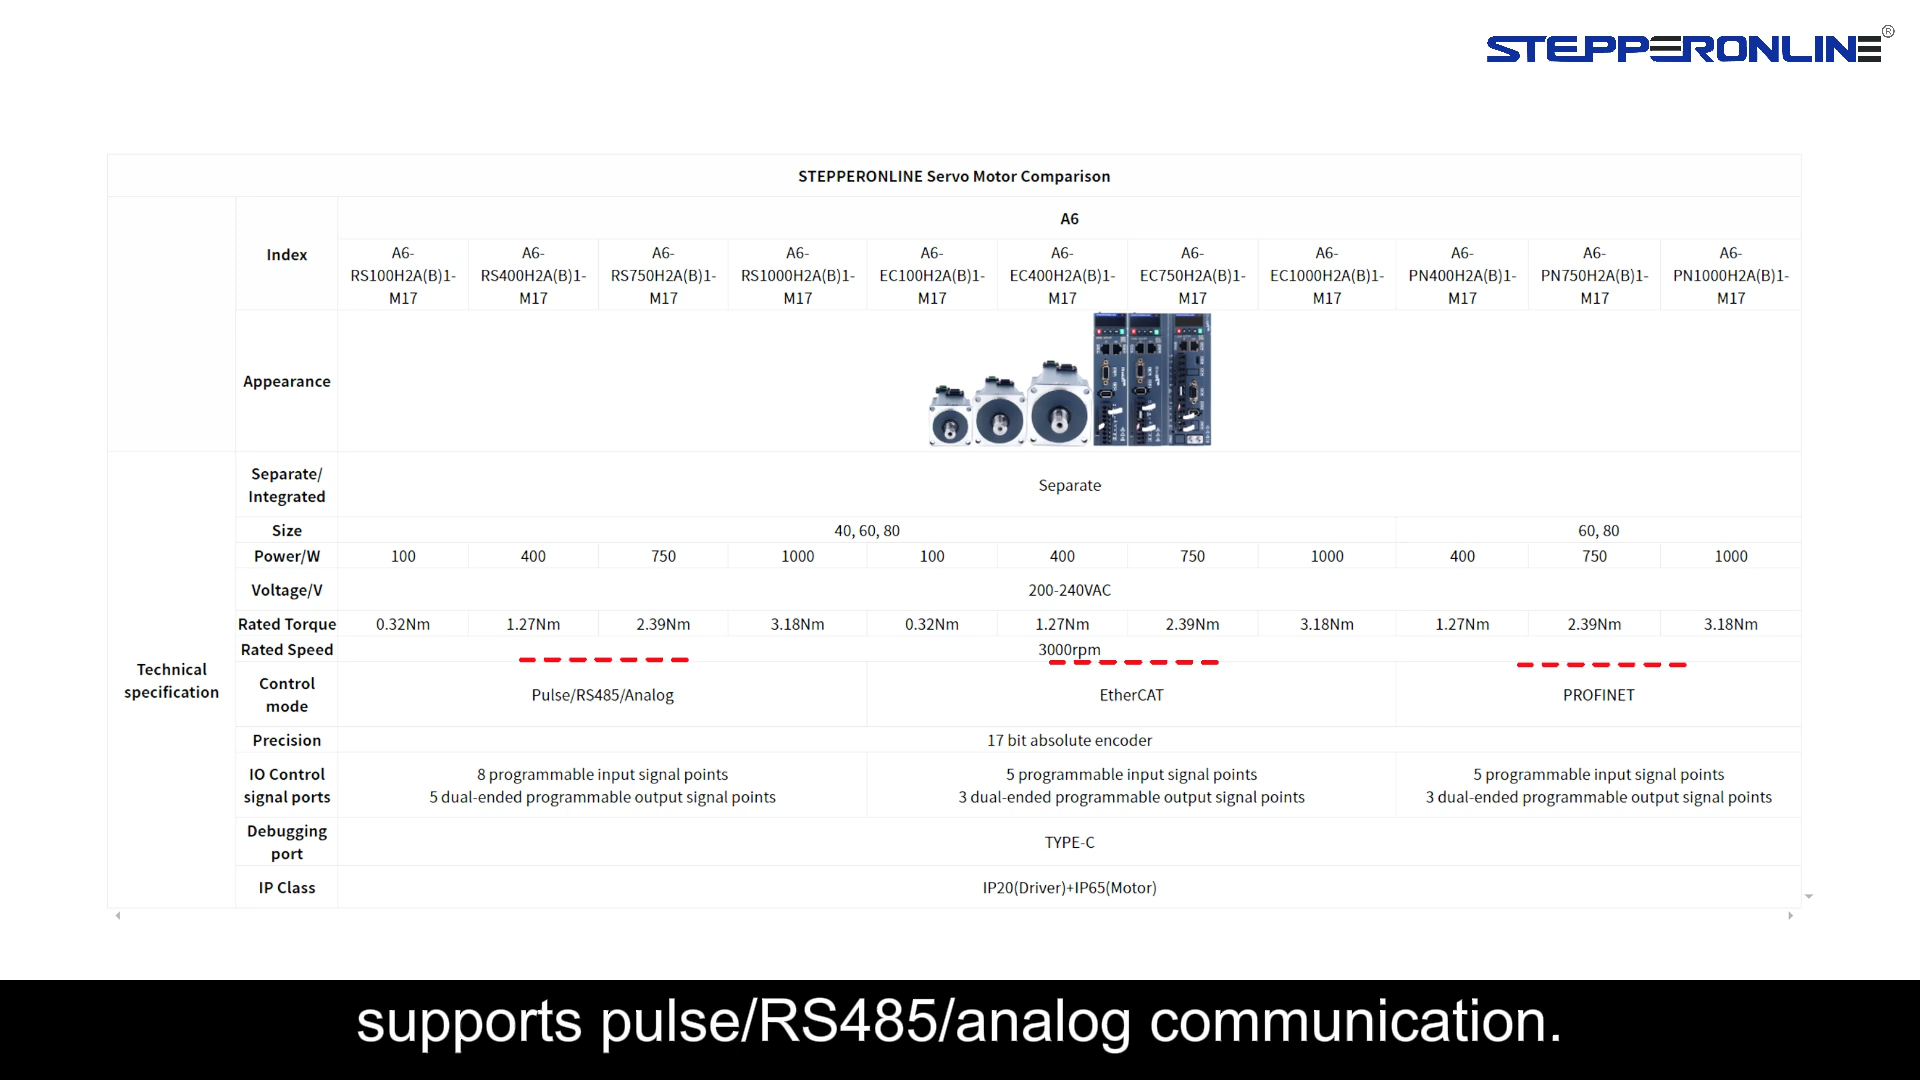 STEPPERONLINE®
STEPPERONLINE Servo Motor Comparison
A6
Index
A6-RS100H2A(B)1-M17
A6-RS400H2A(B)1-M17
A6-RS750H2A(B)1-M17
A6-RS1000H2A(B)1-M17
A6-EC100H2A(B)1-M17
A6-EC400H2A(B)1-M17
A6-EC750H2A(B)1-M17
A6-EC1000H2A(B)1-M17
A6-PN400H2A(B)1-M17
A6-PN750H2A(B)1-M17
A6-PN1000H2A(B)1-M17
Appearance
Technical
specification
Separate/
Integrated
Separate
Size 40, 60, 80 60, 80
Power/W 100 400 750 1000 100 400 750 1000 400 750 1000
Voltage/V 200-240VAC
Rated Torque 0.32Nm 1.27Nm 2.39Nm 3.18Nm 0.32Nm 1.27Nm 2.39Nm 3.18Nm 1.27Nm 2.39Nm 3.18Nm
Rated Speed 3000rpm
Control
mode
Pulse/RS485/Analog EtherCAT PROFINET
Precision 17 bit absolute encoder
IO Control
signal ports
8 programmable input signal points
5 dual-ended programmable output signal points
5 programmable input signal points
3 dual-ended programmable output signal points
5 programmable input signal points
3 dual-ended programmable output signal points
Debugging
port
TYPE-C
IP Class IP20(Driver)+IP65(Motor)
supports pulse/RS485/analog communication.